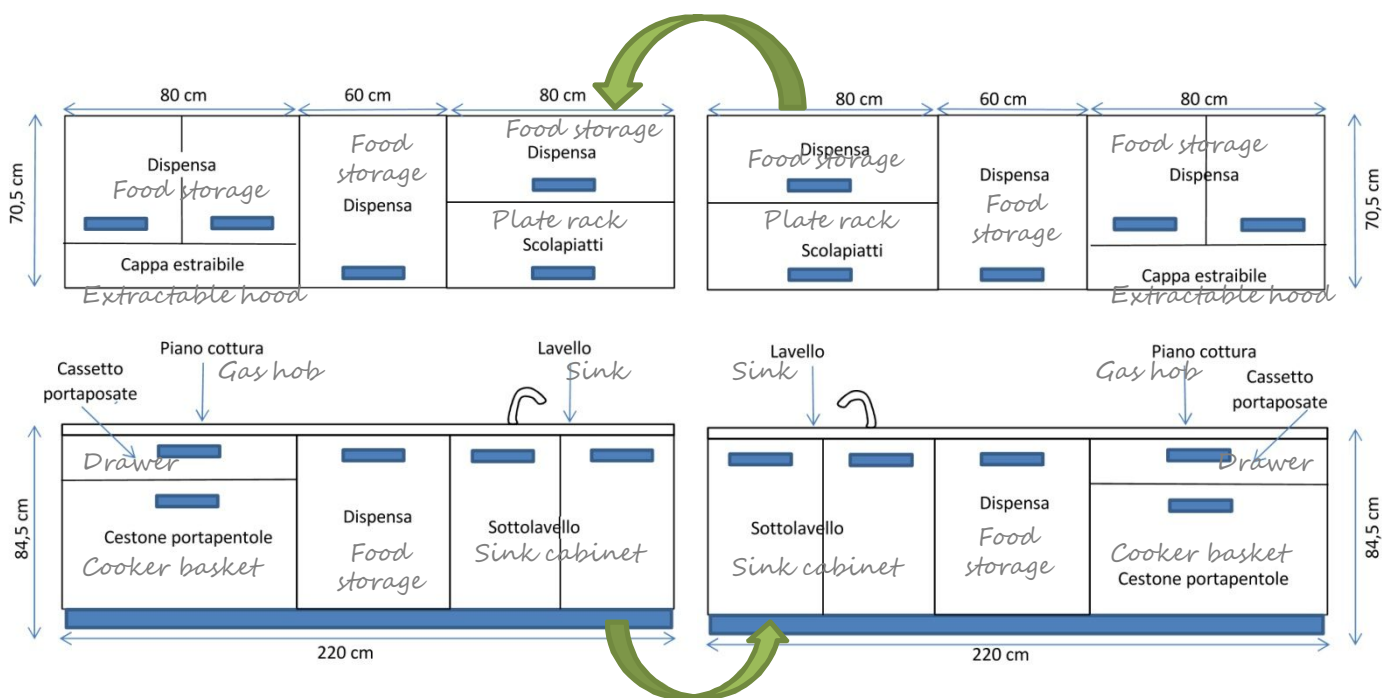 80 cm
60 cm
80 cm
80 cm
60 cm
80 cm
70,5 cm
Dispensa
Food storage
Cappa estraibile
Extractable hood
Food
storage
Dispensa
Food storage
Dispensa
Plate rack
Scolapiatti
Dispensa
Food storage
Plate rack
Scolapiatti
Dispensa
Food
storage
Food storage
Dispensa
Cappa estraibile
Extractable hood
70,5 cm
Piano cottura
Gas hob
Cassetto
portaposate
Lavello
Sink
Lavello
Sink
Piano cottura
Gas hob
Cassetto
portaposate
84,5 cm
Drawer
Cestone portapentole
Cooker basket
Dispensa
Food
storage
Sottolavello
Sink cabinet
Sottolavello
Sink cabinet
Dispensa
Food
storage
Drawer
Cooker basket
Cestone portapentole
84,5 cm
220 cm
220 cm